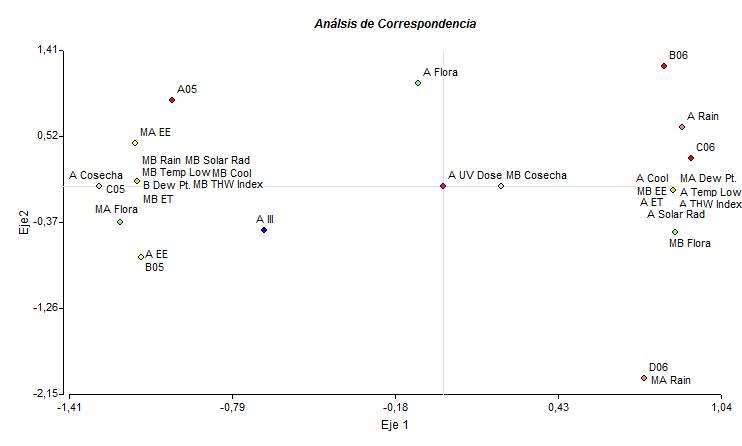 Análsis de Correspondencia
1,41
B06
A Flora
A05
A Rain
0,52
MA EE
C06
MB Rain MB Solar Rad
A Cosecha
MB Temp Low MB Cool
A UV Dose MB Cosecha
A Cool MA Dew Pt.
C05
B Dew Pt. MB THW Index
MB EE A Temp Low
MB ET
A ET A THW Index
MA Flora
A Solar Rad
Eje2
-0,37
A III
MB Flora
A EE
B05
-1,26
D06
MA Rain
-2,15
-1,41 -0,79 -0,18 0,43 1,04
Eje 1